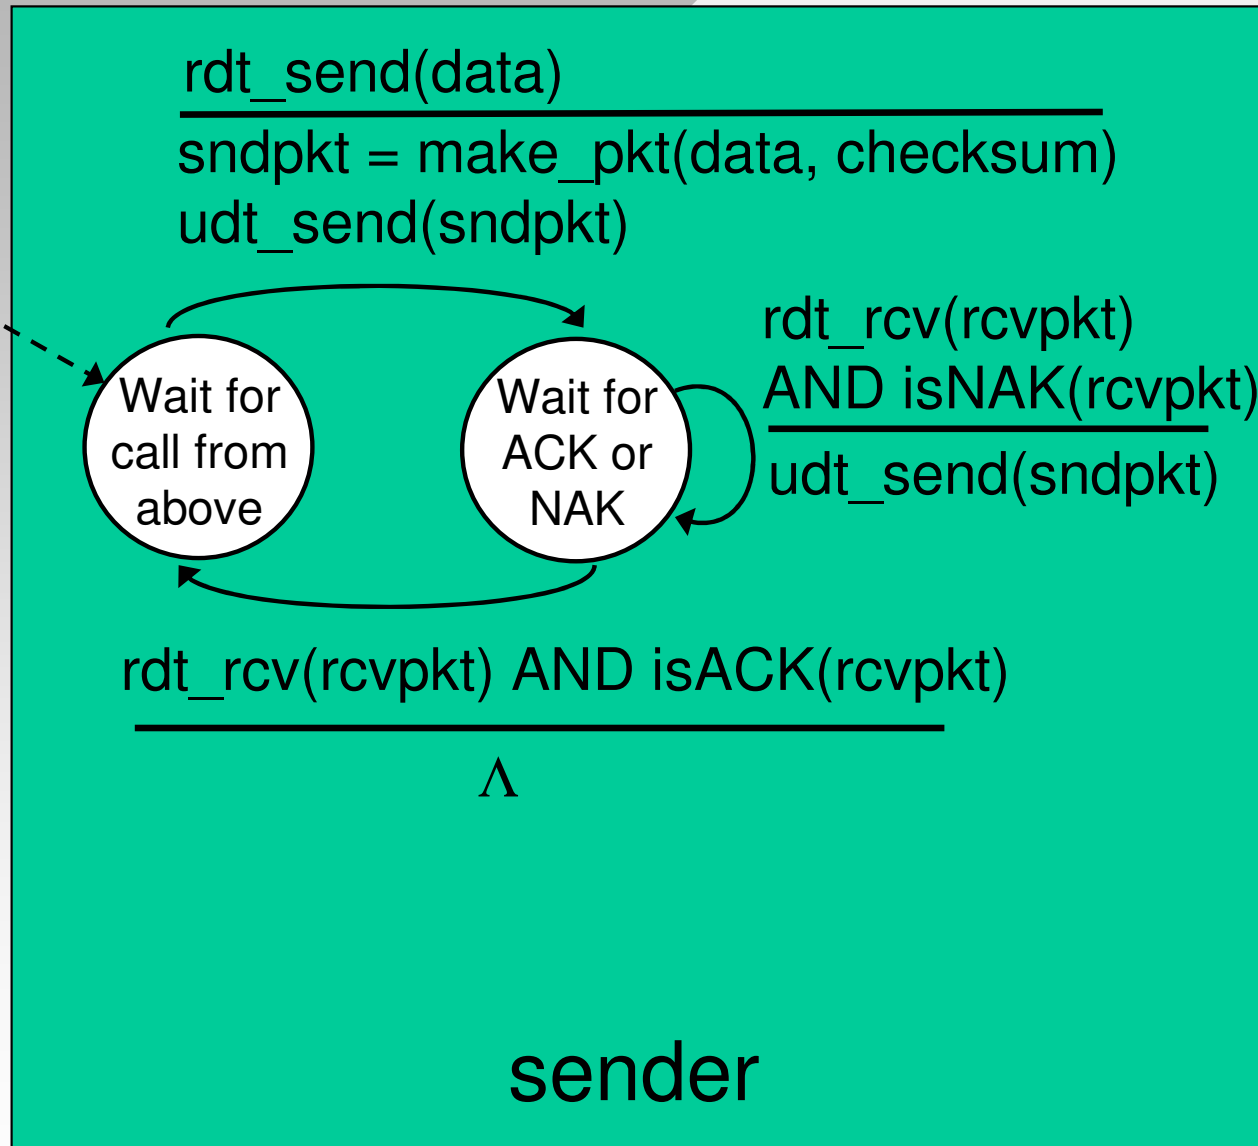 rdt_send(data)
sndpkt = make_pkt(data, checksum)
udt_send(sndpkt)
rdt_rcv(rcvpkt)
AND isNAK(rcvpkt)
udt_send(sndpkt)
Wait for
call from
above
Wait for
ACK or
NAK
rdt_rcv(rcvpkt) AND isACK(rcvpkt)
Λ
sender